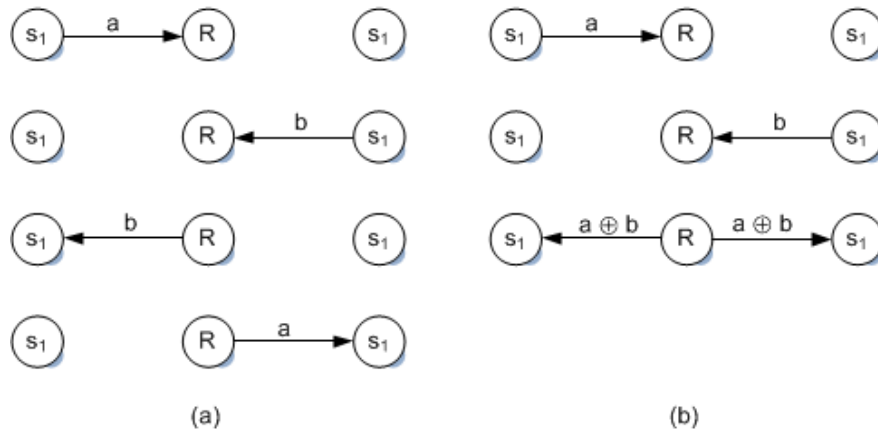 s₁ a R s₁ s₁ a R s₁
s₁ R b s₁ s₁ R b s₁
s₁ b R s₁ s₁ a ⊕ b R a ⊕ b s₁
s₁ R a s₁
(a) (b)